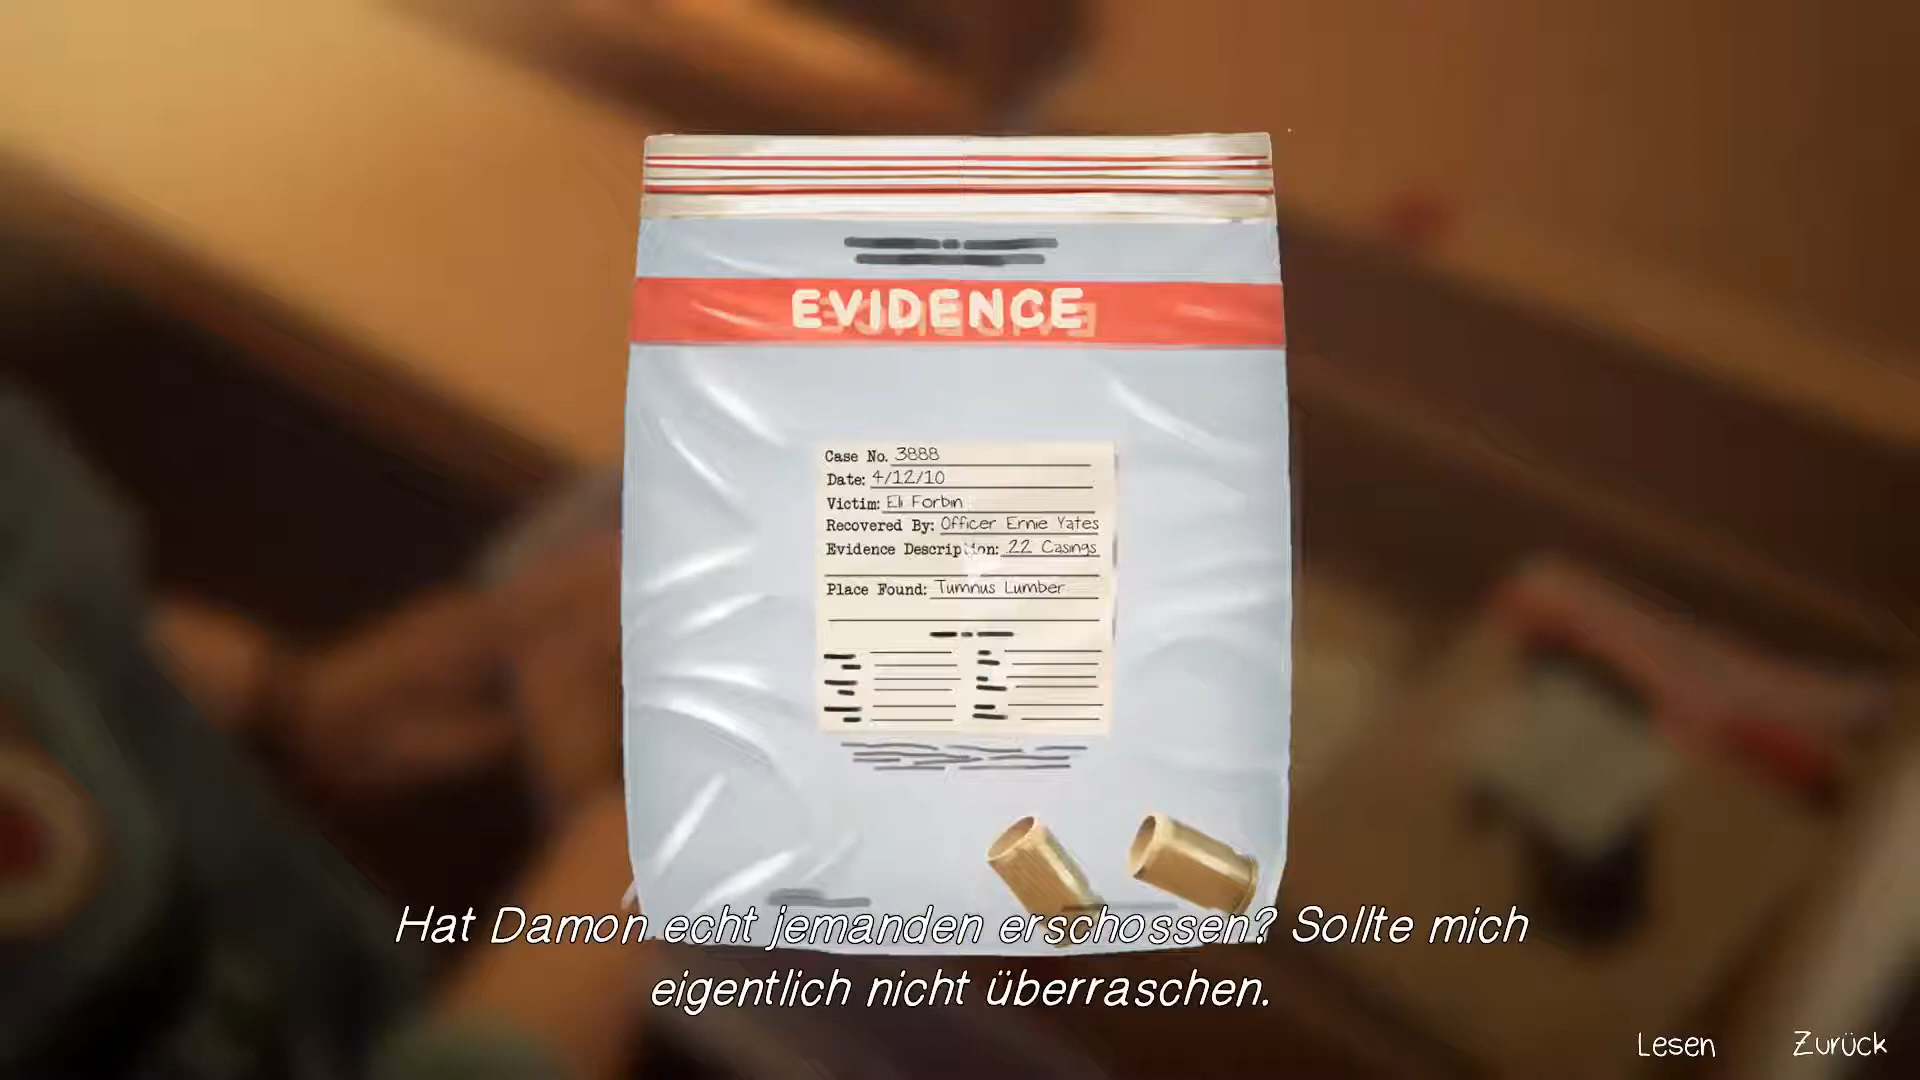 EVIDENCE
Case No. 3888
Date: 4/12/10
Victim: Eli Forbin
Recovered By: Officer Ernie Yates
Evidence Description: .22 Casings
Place Found: Tumnus Lumber
Hat Damon echt jemanden erschossen? Sollte mich
eigentlich nicht überraschen.
Lesen Zurück